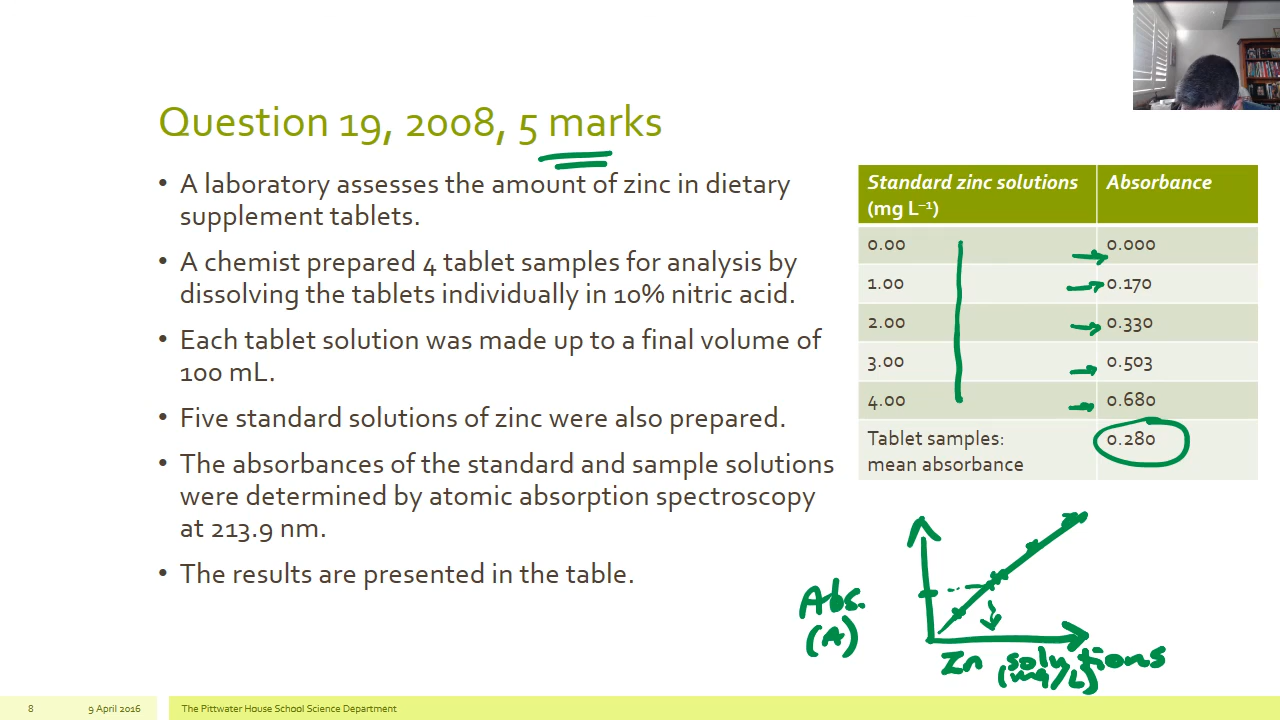 Question 19, 2008, 5 marks
• A laboratory assesses the amount of zinc in dietary
supplement tablets.
• A chemist prepared 4 tablet samples for analysis by
dissolving the tablets individually in 10% nitric acid.
• Each tablet solution was made up to a final volume of
100 mL.
• Five standard solutions of zinc were also prepared.
• The absorbances of the standard and sample solutions
were determined by atomic absorption spectroscopy
at 213.9 nm.
• The results are presented in the table.
Standard zinc solutions (mg L⁻¹) Absorbance
0.00 0.000
1.00 0.170
2.00 0.330
3.00 0.503
4.00 0.680
Tablet samples: 0.280
mean absorbance
Abs.
(A)
Zn solutions
(mg/L)
8 9 April 2016 The Pittwater House School Science Department